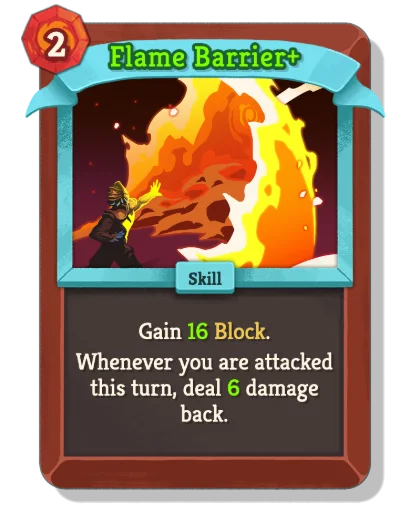 2
Flame Barrier+
Skill
Gain 16 Block.
Whenever you are attacked
this turn, deal 6 damage
back.